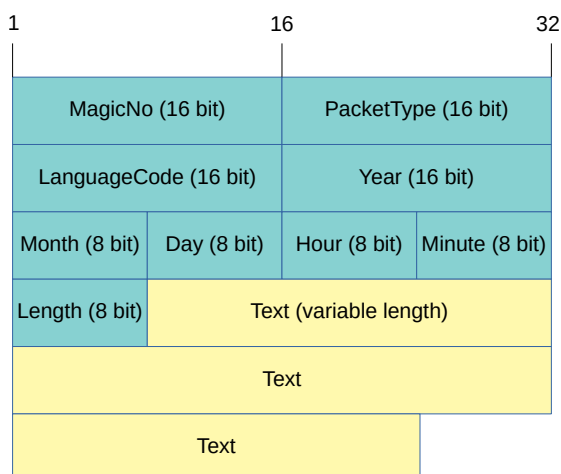 1 16 32
MagicNo (16 bit) PacketType (16 bit)
LanguageCode (16 bit) Year (16 bit)
Month (8 bit) Day (8 bit) Hour (8 bit) Minute (8 bit)
Length (8 bit) Text (variable length)
Text
Text